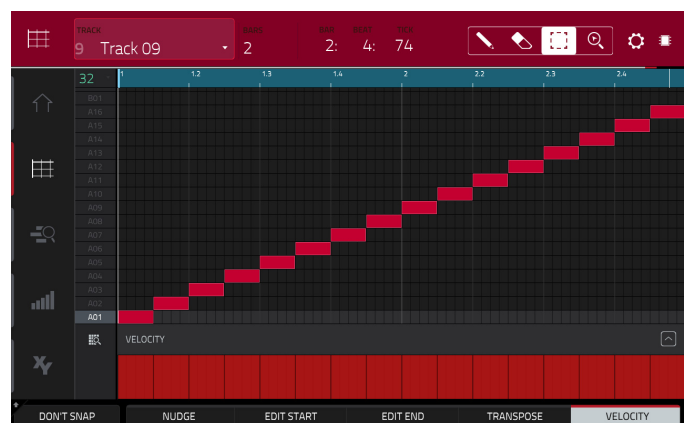 TRACK BARS BAR BEAT TICK
9 Track 09 2 2: 4: 74
32 1 1.2 1.3 1.4 2 2.2 2.3 2.4
B01
A16
A15
A14
A13
A12
A11
A10
A09
A08
A07
A06
A05
A04
A03
A02
A01
VELOCITY
XY
DON'T SNAP NUDGE EDIT START EDIT END TRANSPOSE VELOCITY